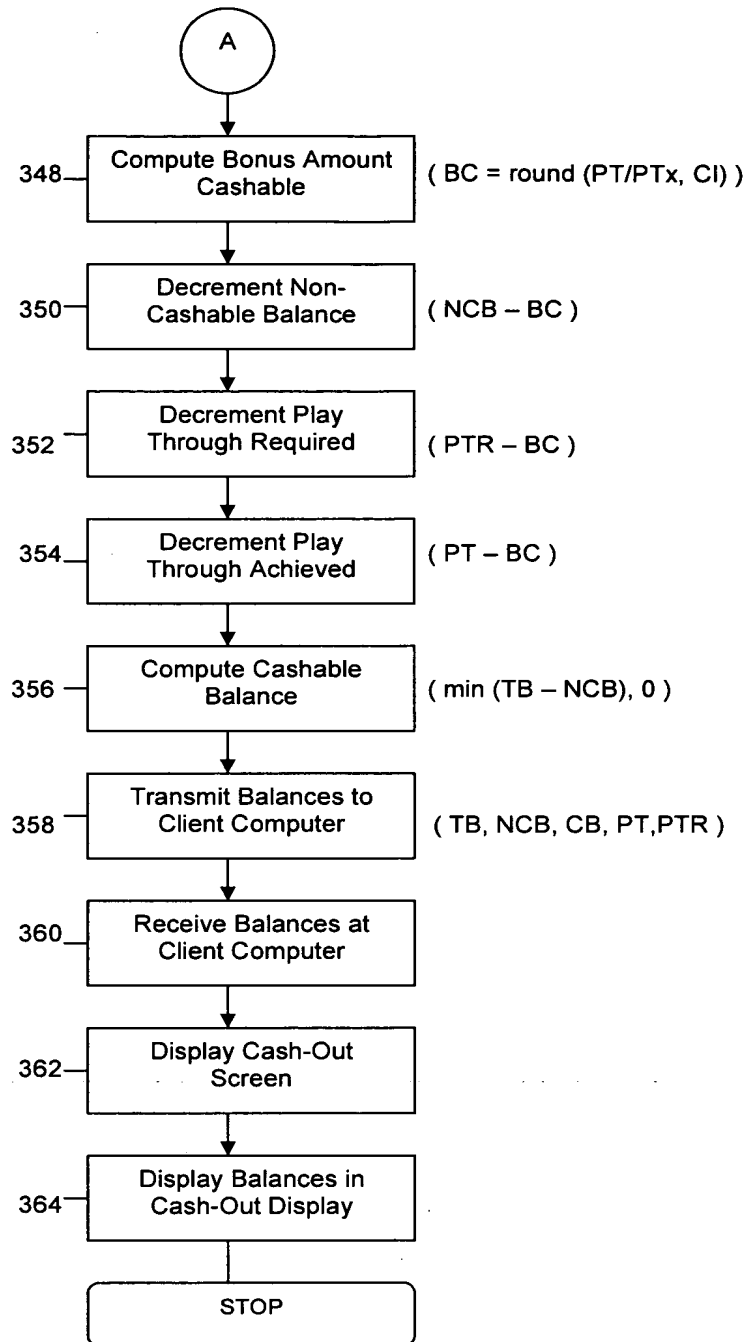 A
348
Compute Bonus Amount
Cashable
( BC = round (PT/PTx, CI) )
350
Decrement Non-
Cashable Balance
( NCB – BC )
352
Decrement Play
Through Required
( PTR – BC )
354
Decrement Play
Through Achieved
( PT – BC )
356
Compute Cashable
Balance
( min (TB – NCB), 0 )
358
Transmit Balances to
Client Computer
( TB, NCB, CB, PT,PTR )
360
Receive Balances at
Client Computer
362
Display Cash-Out
Screen
364
Display Balances in
Cash-Out Display
STOP